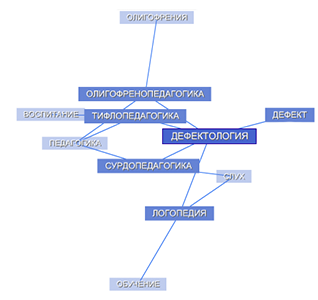 ОЛИГОФРЕНИЯ
ОЛИГОФРЕНОПЕДАГОГИКА
ВОСПИТАНИЕ
ТИФЛОПЕДАГОГИКА
ДЕФЕКТ
ДЕФЕКТОЛОГИЯ
ПЕДАГОГИКА
СУРДОПЕДАГОГИКА
СЛУХ
ЛОГОПЕДИЯ
ОБУЧЕНИЕ